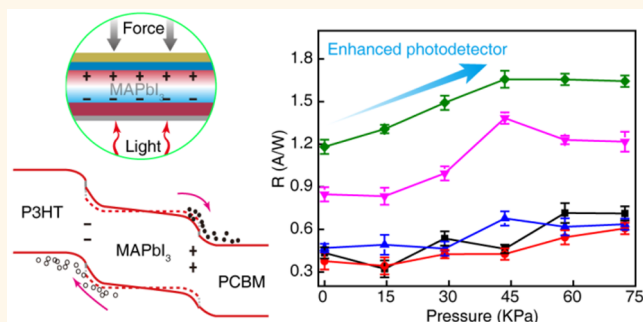 Force
+ + + + +
MAPbI3
- - - - -
Light
P3HT
- -
MAPbI3
+ +
PCBM
Enhanced photodetector
R (A/W)
1.8
1.5
1.2
0.9
0.6
0.3
0 15 30 45 60 75
Pressure (KPa)